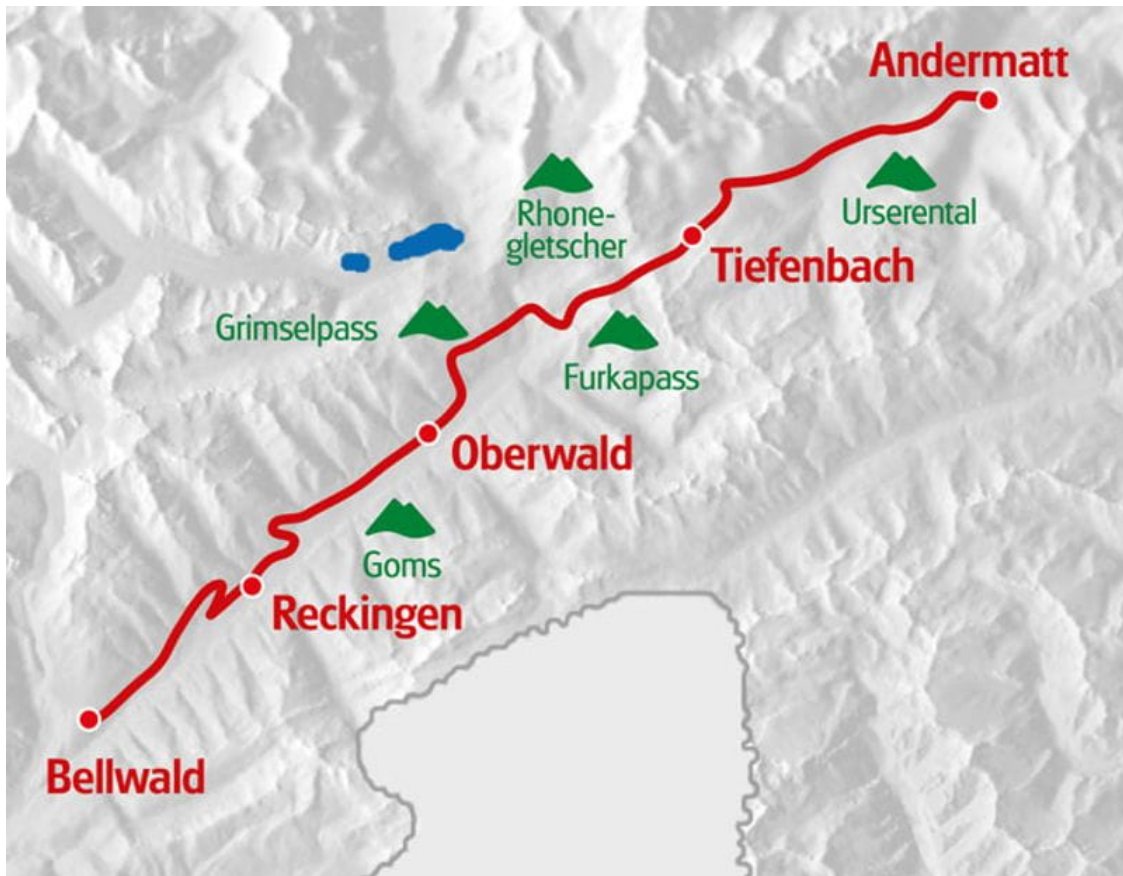 Andermatt
Rhone-
gletscher
Urserental
Tiefenbach
Grimselpass
Furkapass
Oberwald
Goms
Reckingen
Bellwald